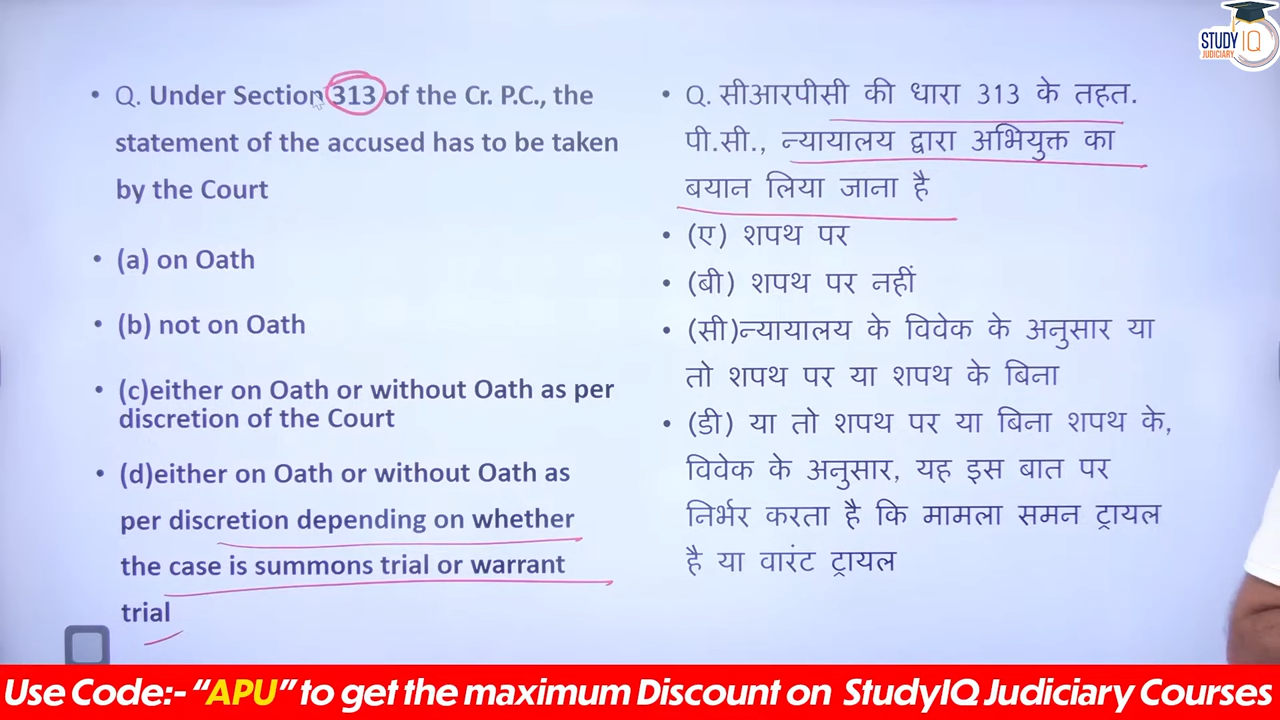 STUDY IQ
JUDICIARY
• Q. Under Section 313 of the Cr. P.C., the
statement of the accused has to be taken
by the Court
• (a) on Oath
• (b) not on Oath
• (c)either on Oath or without Oath as per
discretion of the Court
• (d)either on Oath or without Oath as
per discretion depending on whether
the case is summons trial or warrant
trial
• Q. सीआरपीसी की धारा 313 के तहत.
पी.सी., न्यायालय द्वारा अभियुक्त का
बयान लिया जाना है
• (ए) शपथ पर
• (बी) शपथ पर नहीं
• (सी)न्यायालय के विवेक के अनुसार या
तो शपथ पर या शपथ के बिना
• (डी) या तो शपथ पर या बिना शपथ के,
विवेक के अनुसार, यह इस बात पर
निर्भर करता है कि मामला समन ट्रायल
है या वारंट ट्रायल
Use Code:- “APU” to get the maximum Discount on StudyIQ Judiciary Courses